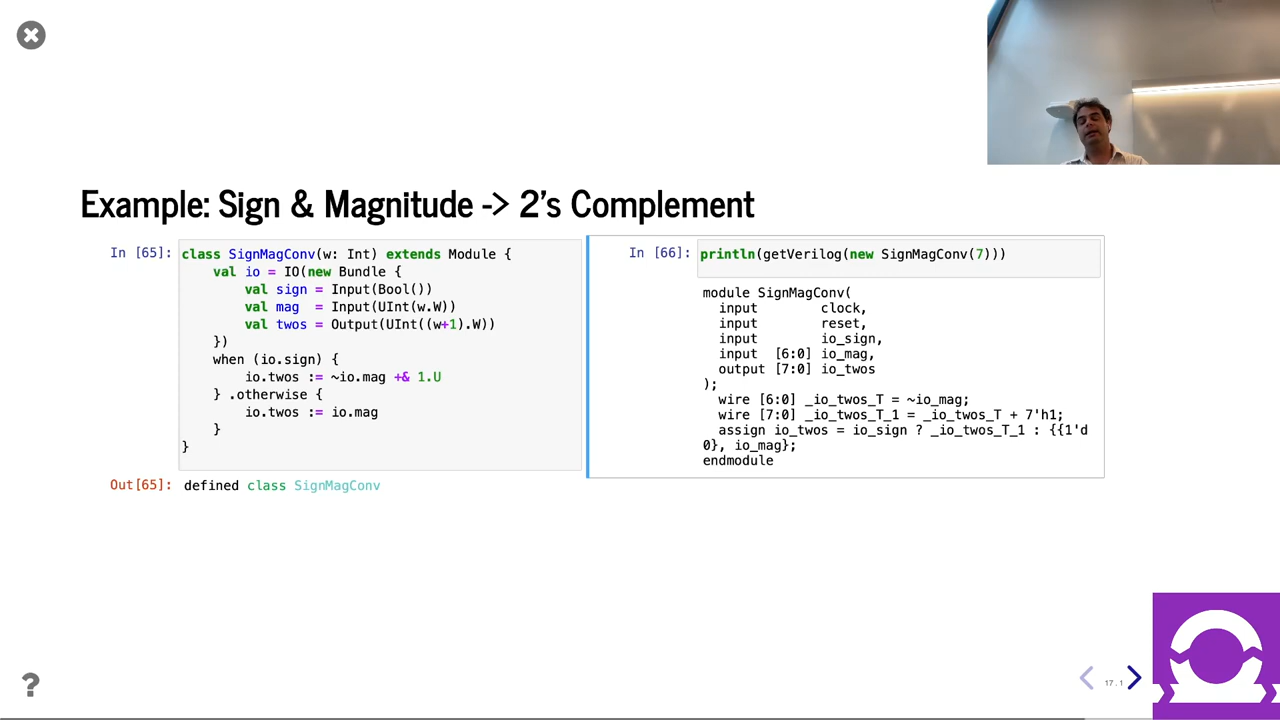 Example: Sign & Magnitude -> 2's Complement
In [65]:
class SignMagConv(w: Int) extends Module {
    val io = IO(new Bundle {
        val sign = Input(Bool())
        val mag  = Input(UInt(w.W))
        val twos = Output(UInt((w+1).W))
    })
    when (io.sign) {
        io.twos := ~io.mag +& 1.U
    } .otherwise {
        io.twos := io.mag
    }
}
Out[65]: defined class SignMagConv
In [66]: println(getVerilog(new SignMagConv(7)))
module SignMagConv(
  input        clock,
  input        reset,
  input        io_sign,
  input  [6:0] io_mag,
  output [7:0] io_twos
);
  wire [6:0] _io_twos_T = ~io_mag;
  wire [7:0] _io_twos_T_1 = _io_twos_T + 7'h1;
  assign io_twos = io_sign ? _io_twos_T_1 : {{1'd
0}, io_mag};
endmodule
?
17.1